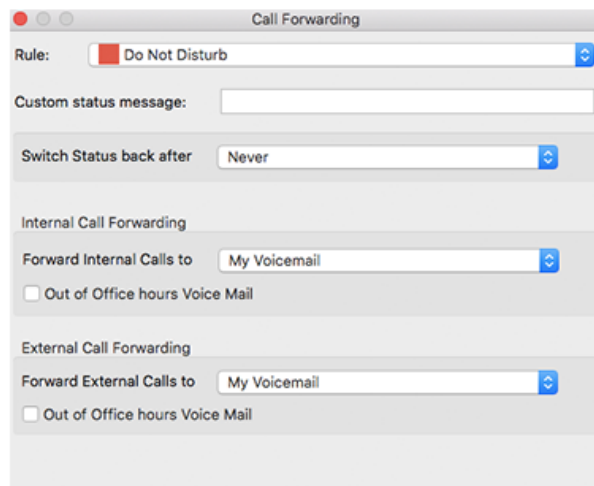 Call Forwarding
Rule: Do Not Disturb
Custom status message:
Switch Status back after Never
Internal Call Forwarding
Forward Internal Calls to My Voicemail
Out of Office hours Voice Mail
External Call Forwarding
Forward External Calls to My Voicemail
Out of Office hours Voice Mail